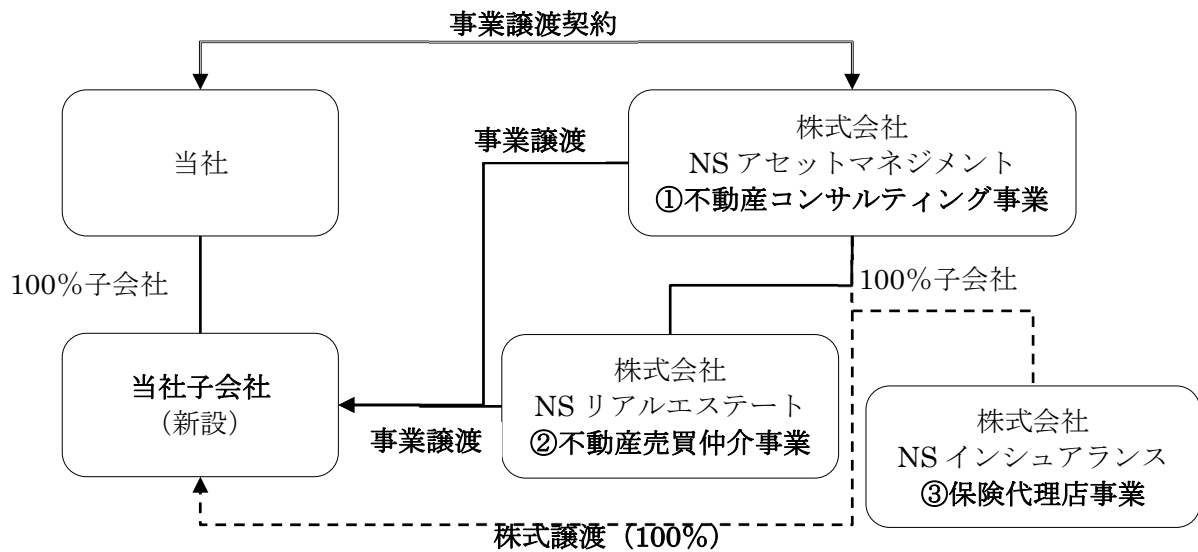 事業譲渡契約
当社
事業譲渡
株式会社
NS アセットマネジメント
①不動産コンサルティング事業
100%子会社
100%子会社
当社子会社
（新設）
事業譲渡
株式会社
NS リアルエステート
②不動産売買仲介事業
株式会社
NS インシュアランス
③保険代理店事業
株式譲渡（100%）